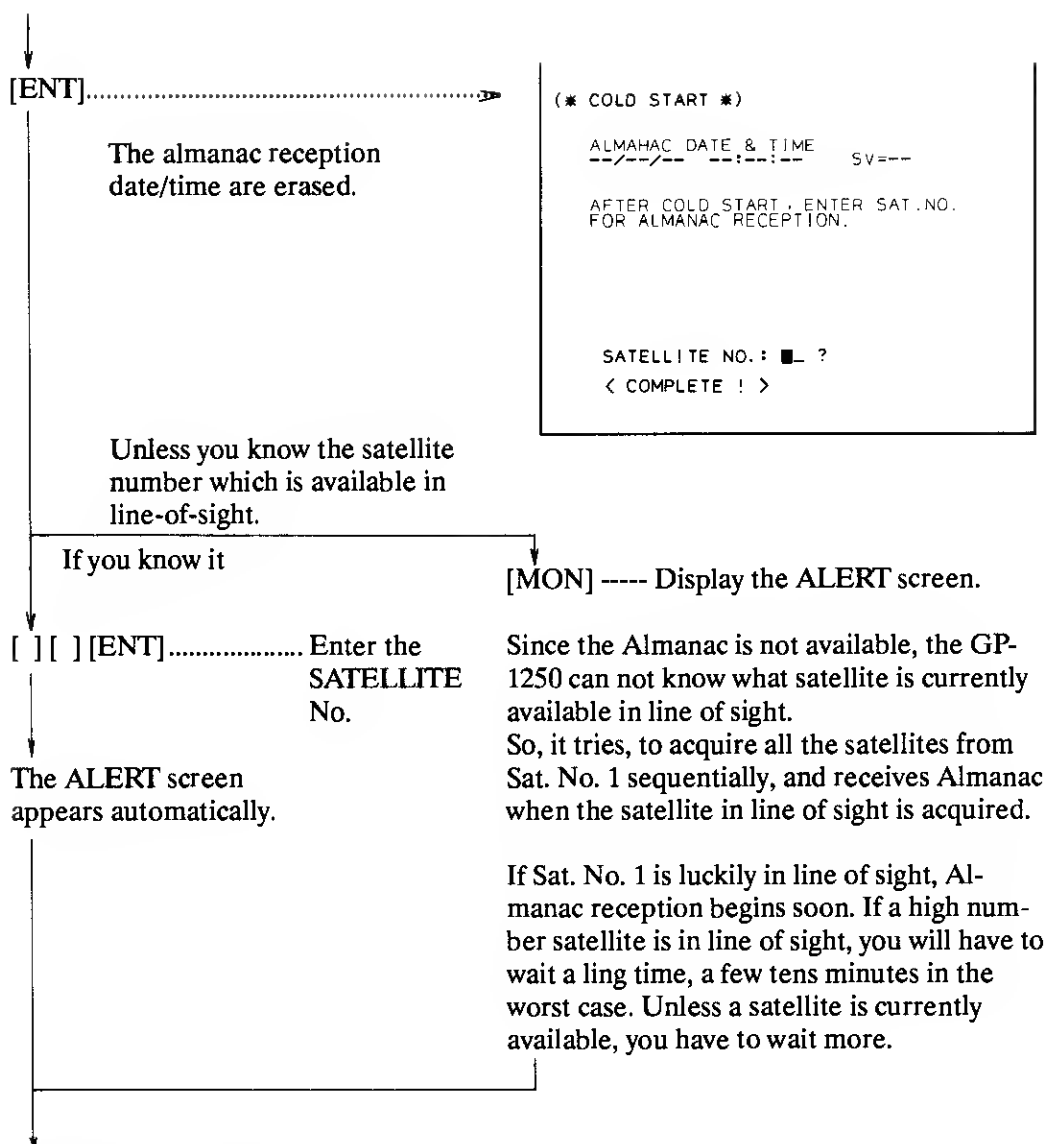 [ENT]..........................................................
The almanac reception
date/time are erased.
(* COLD START *)
ALMAHAC DATE & TIME
--/--/-- --:--:-- SV=--
AFTER COLD START, ENTER SAT.NO.
FOR ALMANAC RECEPTION.
SATELLITE NO.: ■_ ?
< COMPLETE ! >
Unless you know the satellite
number which is available in
line-of-sight.
If you know it
[MON] ----- Display the ALERT screen.
[ ] [ ] [ENT]..................... Enter the
SATELLITE
No.
The ALERT screen
appears automatically.
Since the Almanac is not available, the GP-
1250 can not know what satellite is currently
available in line of sight.
So, it tries, to acquire all the satellites from
Sat. No. 1 sequentially, and receives Almanac
when the satellite in line of sight is acquired.
If Sat. No. 1 is luckily in line of sight, Al-
manac reception begins soon. If a high num-
ber satellite is in line of sight, you will have to
wait a ling time, a few tens minutes in the
worst case. Unless a satellite is currently
available, you have to wait more.